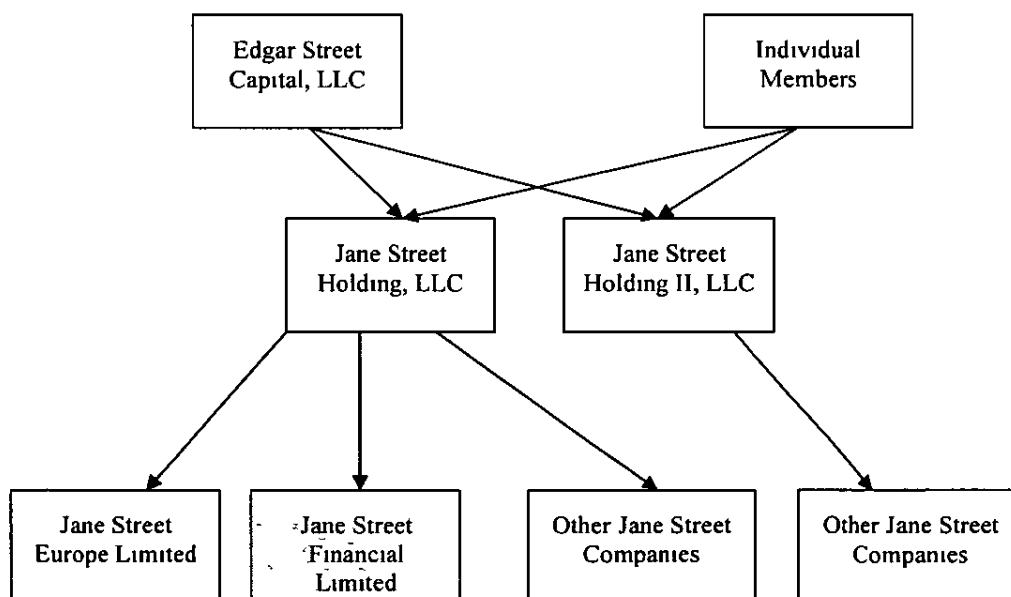 Edgar Street
Capital, LLC
Individual
Members
Jane Street
Holding, LLC
Jane Street
Holding II, LLC
Jane Street
Europe Limited
Jane Street
Financial
Limited
Other Jane Street
Companies
Other Jane Street
Companies